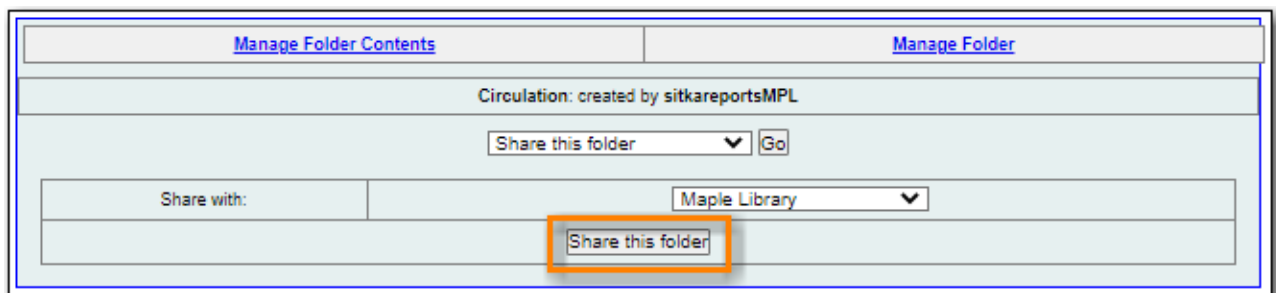 Manage Folder Contents Manage Folder
Circulation: created by sitkareportsMPL
Share this folder Go
Share with: Maple Library
Share this folder